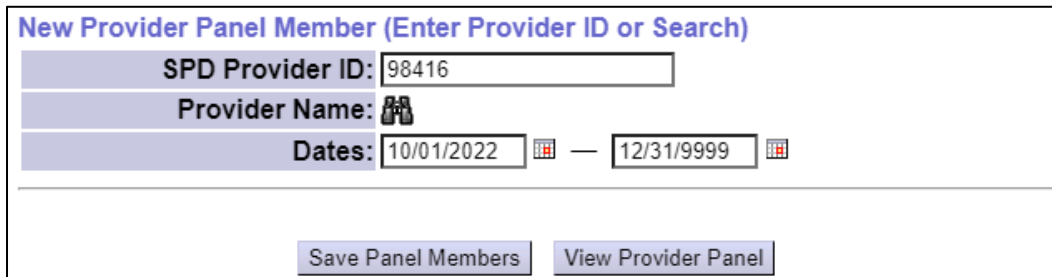 New Provider Panel Member (Enter Provider ID or Search)
SPD Provider ID: 98416
Provider Name:
Dates: 10/01/2022 — 12/31/9999
Save Panel Members View Provider Panel